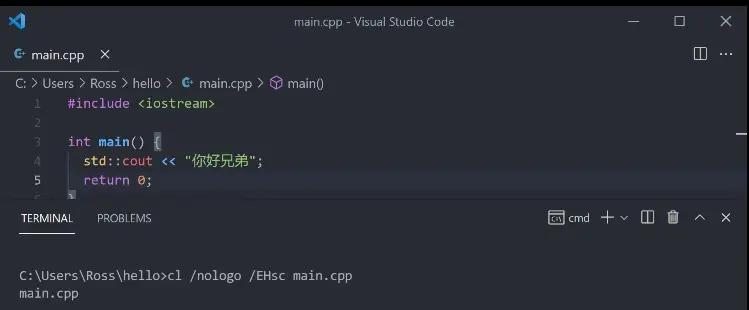 main.cpp - Visual Studio Code
main.cpp
C: > Users > Ross > hello > main.cpp > main()
1 #include <iostream>
2
3 int main() {
4 std::cout << "你好兄弟";
5 return 0;
6 }
TERMINAL PROBLEMS cmd
C:\Users\Ross\hello>cl /nologo /EHsc main.cpp
main.cpp